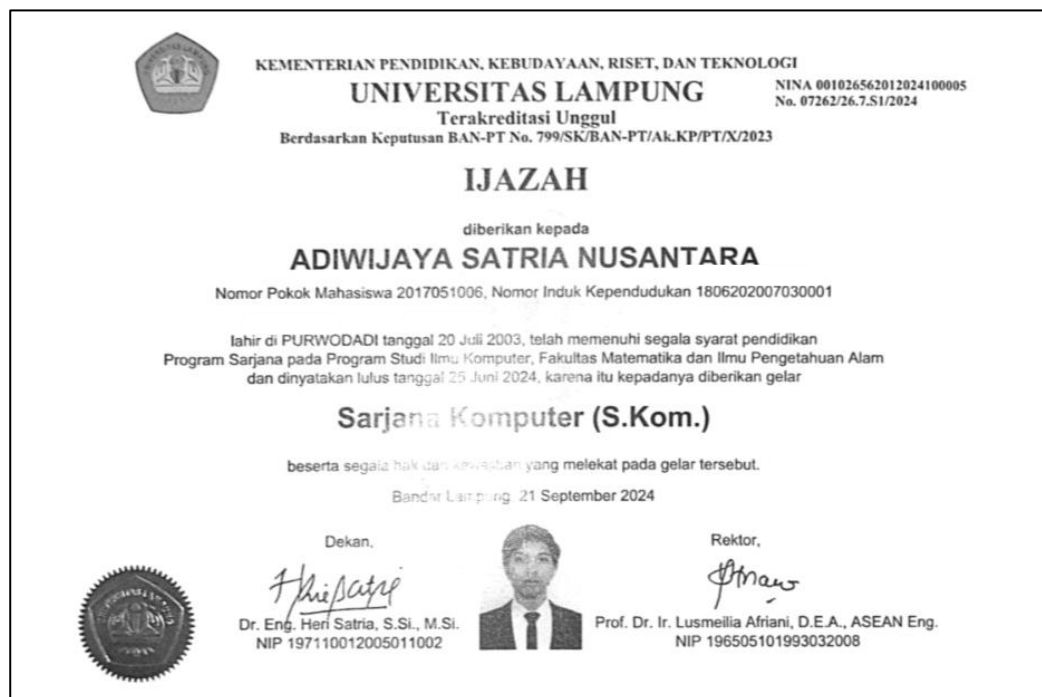 KEMENTERIAN PENDIDIKAN, KEBUDAYAAN, RISET, DAN TEKNOLOGI
UNIVERSITAS LAMPUNG
Terakreditasi Unggul
Berdasarkan Keputusan BAN-PT No. 799/SK/BAN-PT/Ak.KP/PT/X/2023
NINA 001026562012024100005
No. 07262/26.7.S1/2024
IJAZAH
diberikan kepada
ADIWIJAYA SATRIA NUSANTARA
Nomor Pokok Mahasiswa 2017051006, Nomor Induk Kependudukan 1806202007030001
lahir di PURWODADI tanggal 20 Juli 2003, telah memenuhi segala syarat pendidikan
Program Sarjana pada Program Studi Ilmu Komputer, Fakultas Matematika dan Ilmu Pengetahuan Alam
dan dinyatakan lulus tanggal 25 Juni 2024, karena itu kepadanya diberikan gelar
Sarjana Komputer (S.Kom.)
beserta segala hak dan kewajiban yang melekat pada gelar tersebut.
Bandar Lampung, 21 September 2024
Dekan,
Dr. Eng. Heri Satria, S.Si., M.Si.
NIP 197110012005011002
Rektor,
Prof. Dr. Ir. Lusmeilia Afriani, D.E.A., ASEAN Eng.
NIP 196505101993032008